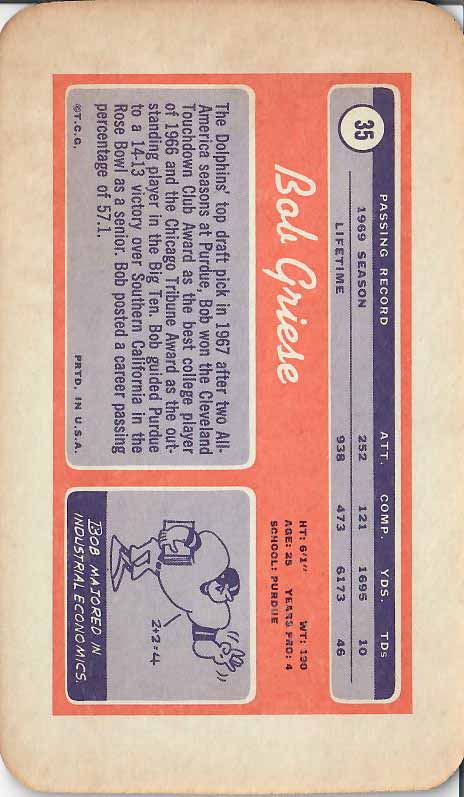 35
PASSING RECORD ATT. COMP. YDS. TDs
1969 SEASON 252 121 1695 10
LIFETIME 938 473 6173 46
Bob Griese
HT: 6'1" WT: 190
AGE: 25 YEARS PRO: 4
SCHOOL: PURDUE
The Dolphins' top draft pick in 1967 after two All-
America seasons at Purdue, Bob won the Cleveland
Touchdown Club Award as the best college player
of 1966 and the Chicago Tribune Award as the out-
standing player in the Big Ten. Bob guided Purdue
to a 14-13 victory over Southern California in the
Rose Bowl as a senior. Bob posted a career passing
percentage of 57.1.
©T.C.G. PRTD. IN U.S.A.
2+2=4
BOB MAJORED IN
INDUSTRIAL ECONOMICS.